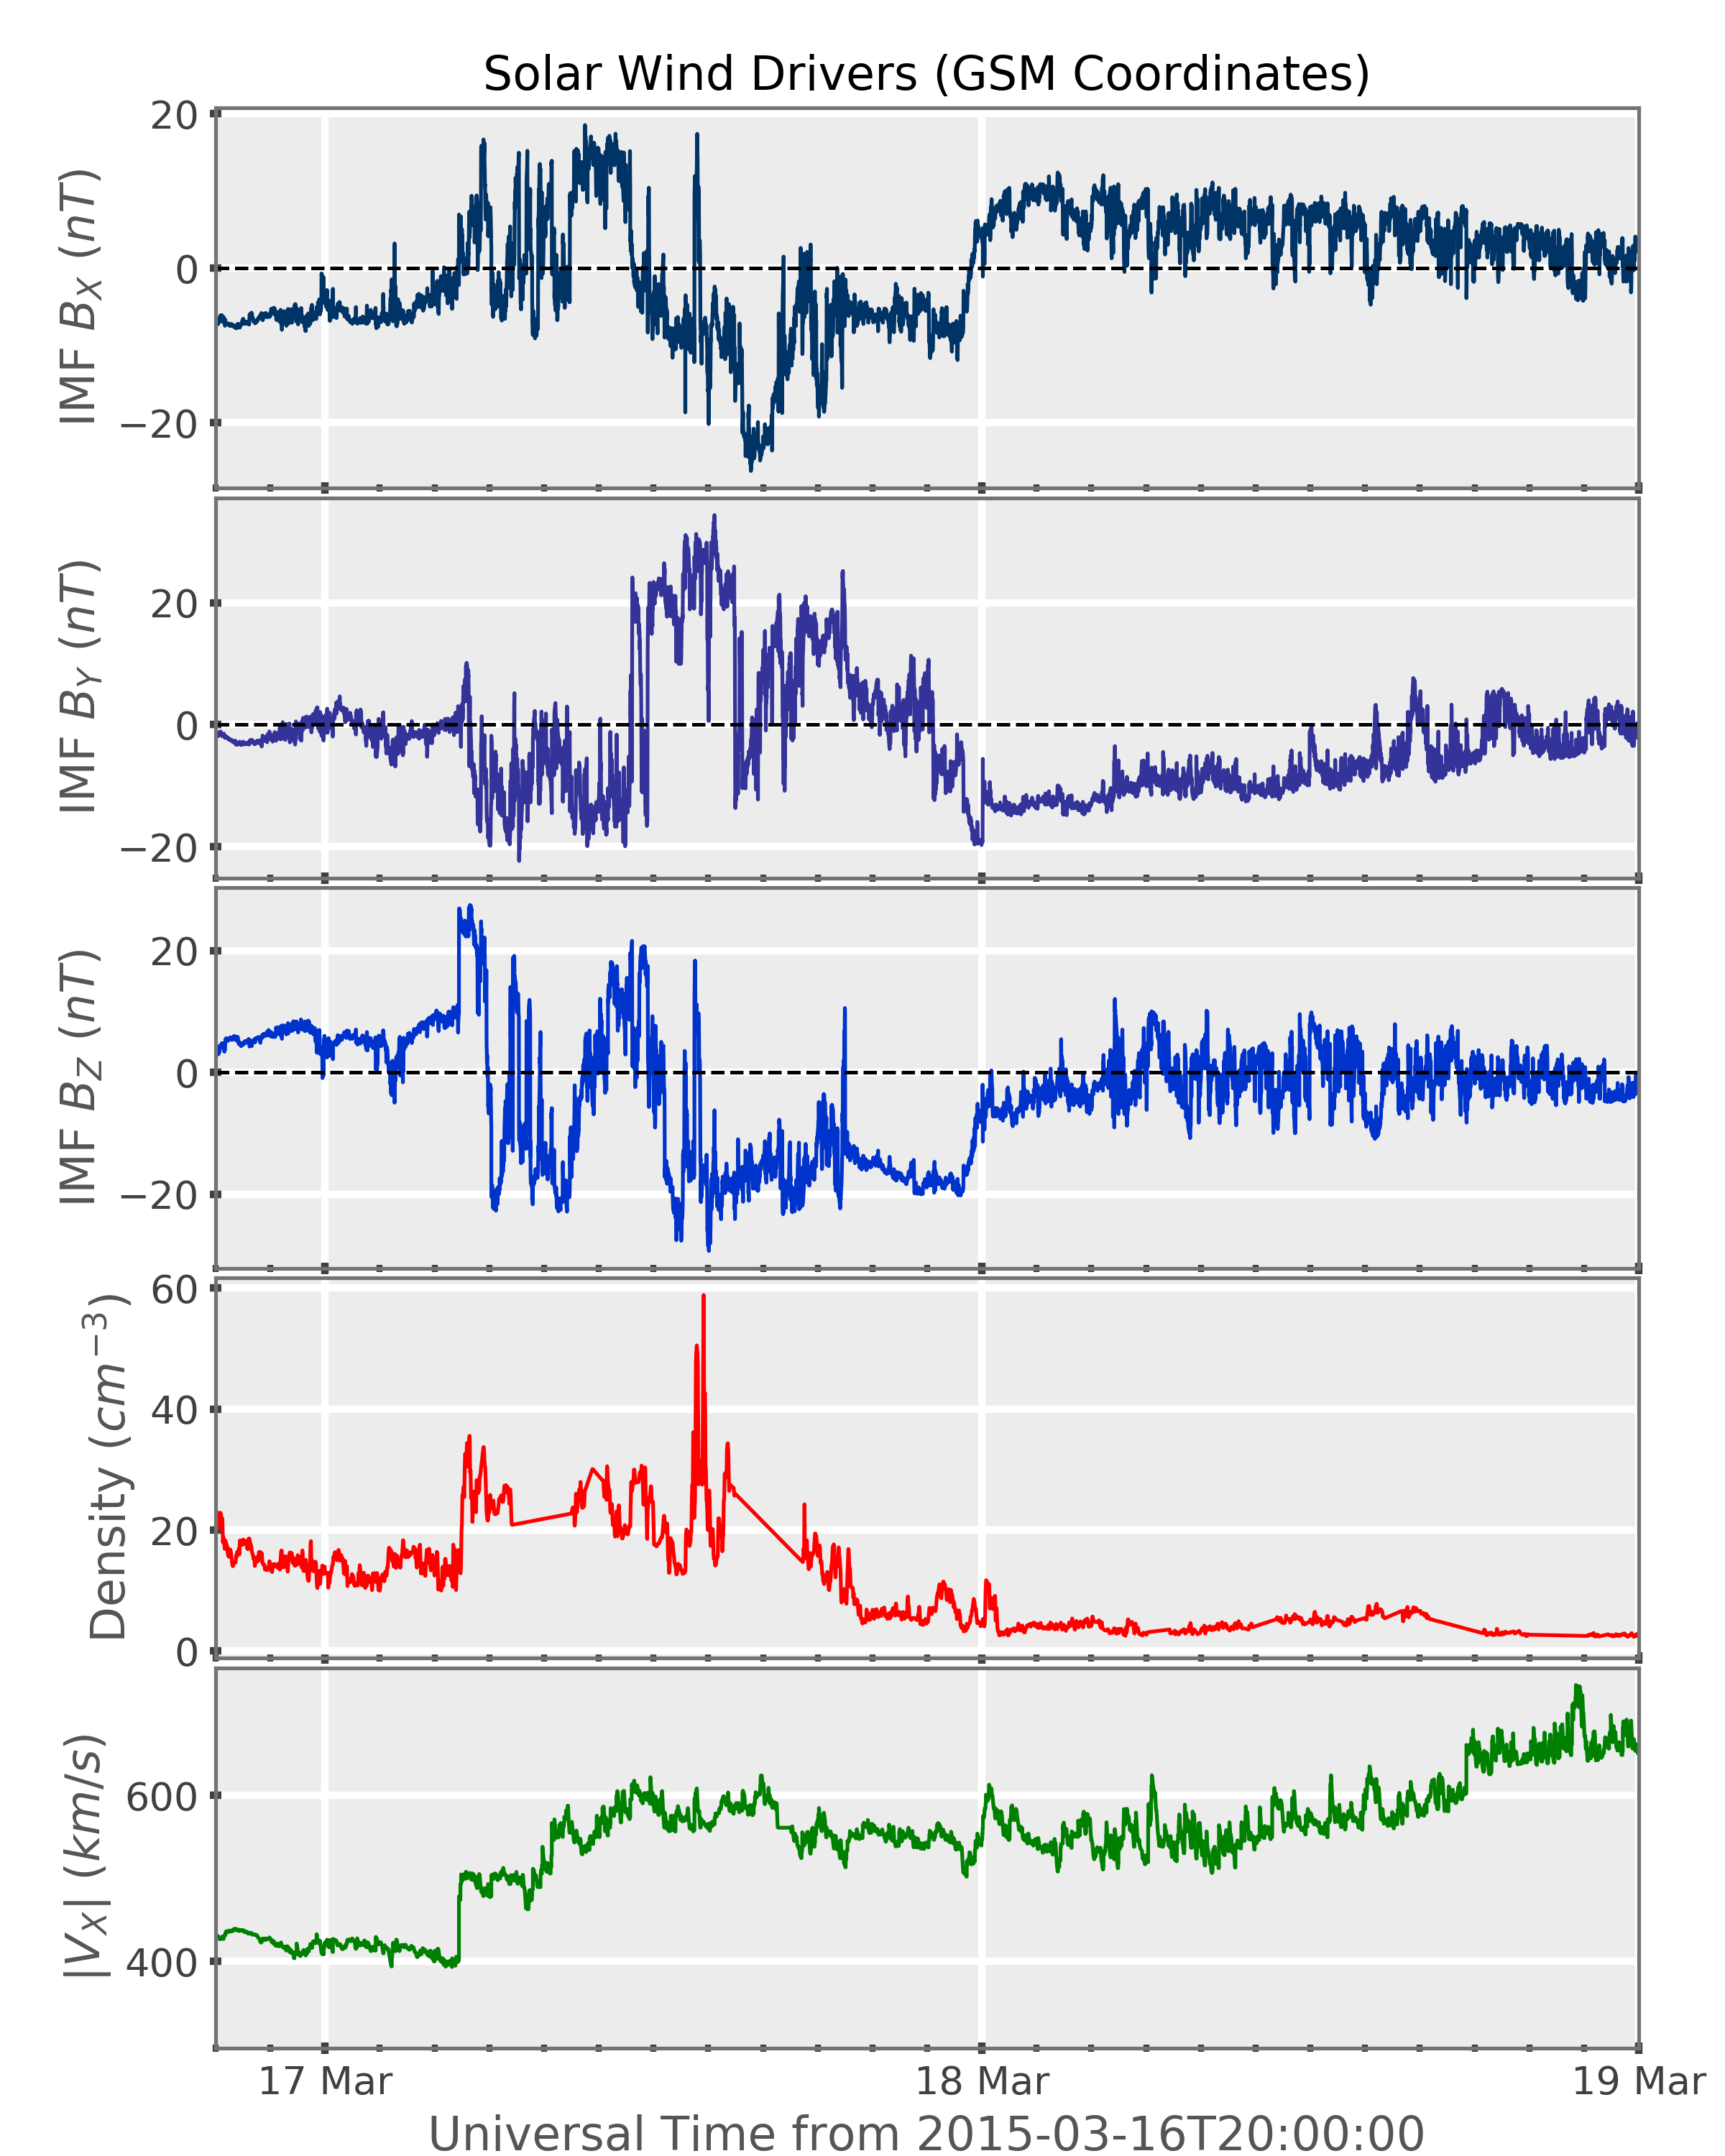 Solar Wind Drivers (GSM Coordinates)
IMF B_X (nT)
20
0
−20
IMF B_Y (nT)
20
0
−20
IMF B_Z (nT)
20
0
−20
Density (cm⁻³)
60
40
20
0
|V_X| (km/s)
600
400
17 Mar 18 Mar 19 Mar
Universal Time from 2015-03-16T20:00:00